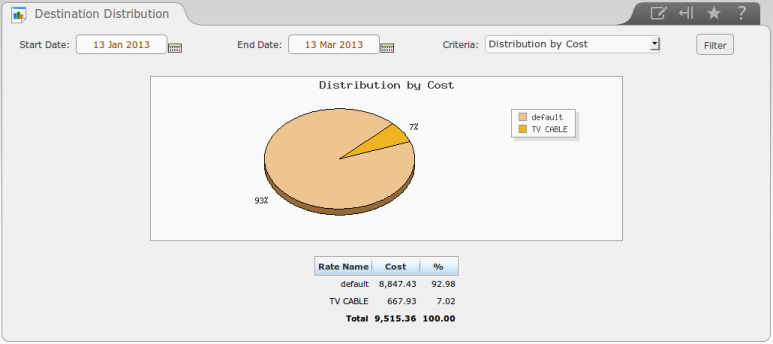 Destination Distribution
?
Start Date: 13 Jan 2013 End Date: 13 Mar 2013 Criteria: Distribution by Cost Filter
Distribution by Cost
default
TV CABLE
7%
93%
Rate Name Cost %
default 8,847.43 92.98
TV CABLE 667.93 7.02
Total 9,515.36 100.00